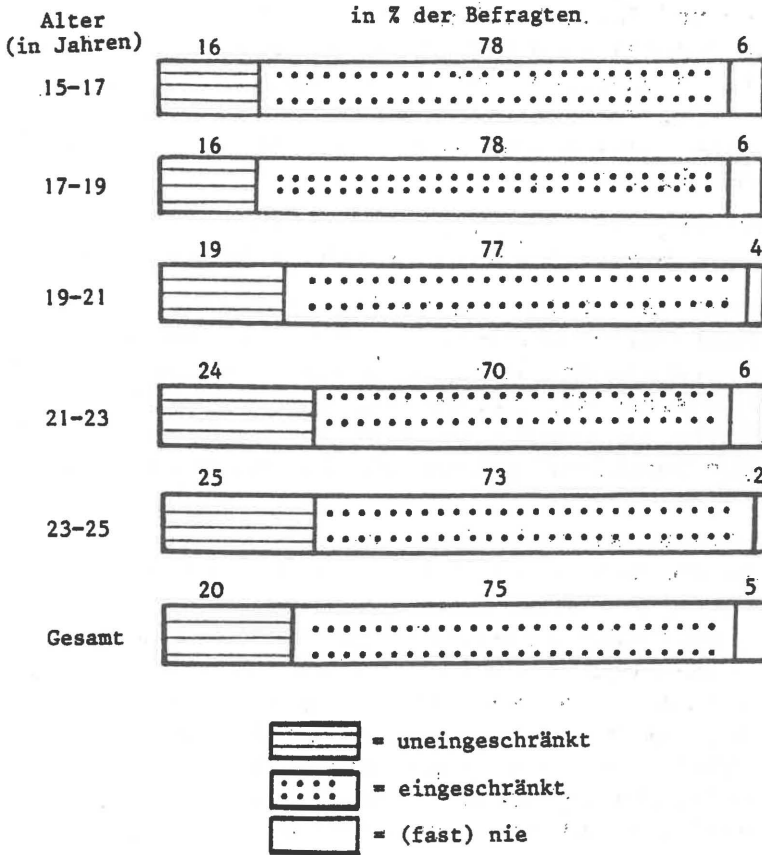 Alter
(in Jahren)
in % der Befragten
16 78 6
15-17
16 78 6
17-19
19 77 4
19-21
24 70 6
21-23
25 73 2
23-25
20 75 5
Gesamt
= uneingeschränkt
= eingeschränkt
= (fast) nie